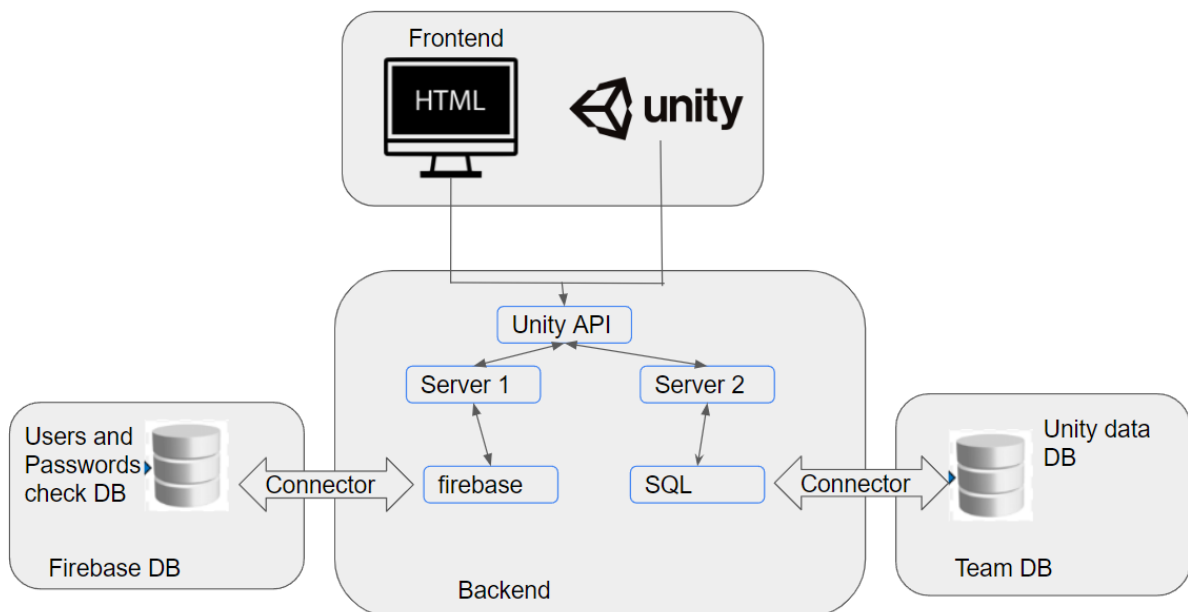 Frontend
HTML
unity
Unity API
Server 1
Server 2
Users and
Passwords
check DB
Connector
firebase
SQL
Connector
Unity data
DB
Firebase DB
Backend
Team DB